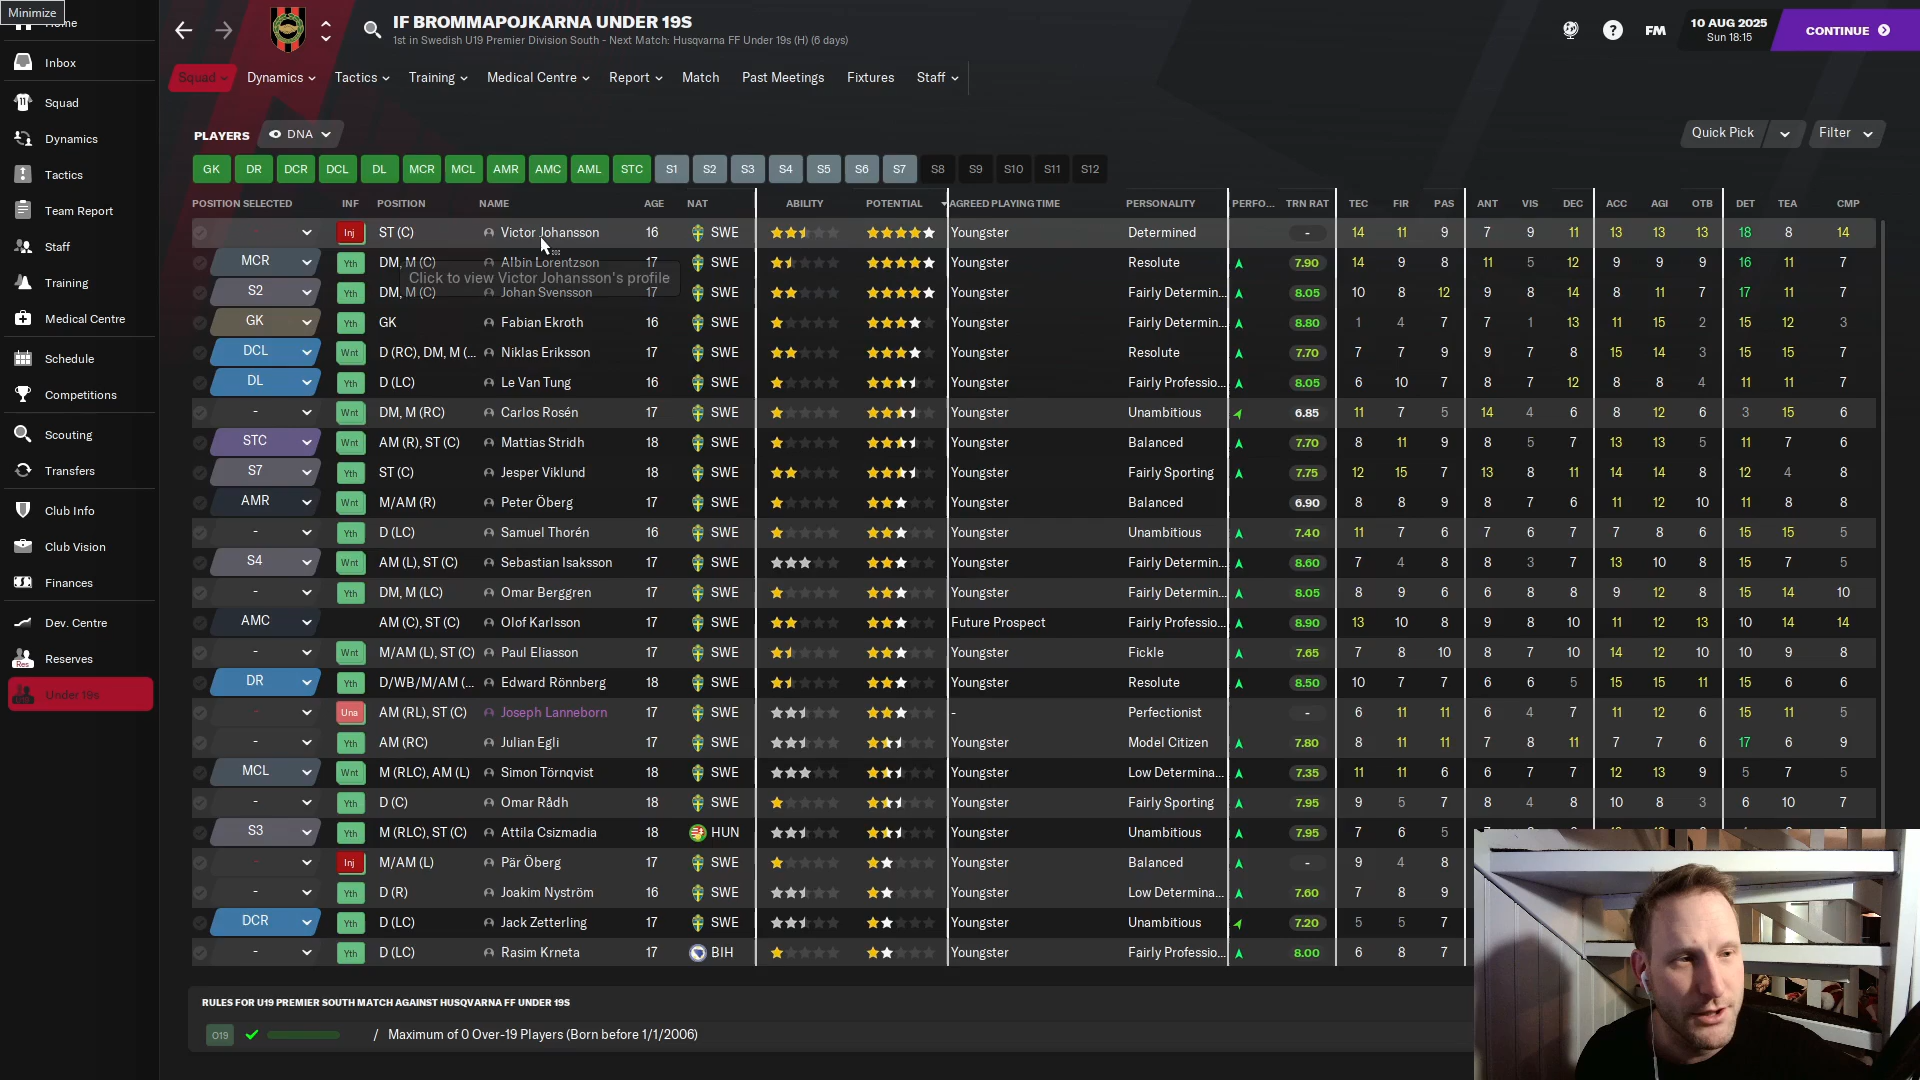 Minimize
Home
Inbox
Squad
Dynamics
Tactics
Team Report
Staff
Training
Medical Centre
Schedule
Competitions
Scouting
Transfers
Club Info
Club Vision
Finances
Dev. Centre
Reserves
Under 19s
IF BROMMAPOJKARNA UNDER 19S
1st in Swedish U19 Premier Division South - Next Match: Husqvarna FF Under 19s (H) (6 days)
FM
10 AUG 2025
Sun 18:15
CONTINUE
Squad Dynamics Tactics Training Medical Centre Report Match Past Meetings Fixtures Staff
PLAYERS DNA Quick Pick Filter
GK DR DCR DCL DL MCR MCL AMR AMC AML STC S1 S2 S3 S4 S5 S6 S7 S8 S9 S10 S11 S12
POSITION SELECTED INF POSITION NAME AGE NAT ABILITY POTENTIAL AGREED PLAYING TIME PERSONALITY PERFO... TRN RAT TEC FIR PAS ANT VIS DEC ACC AGI OTB DET TEA CMP
- Inj ST (C) Victor Johansson 16 SWE Youngster Determined - 14 11 9 7 9 11 13 13 13 18 8 14
MCR Yth DM, M (C) Albin Lorentzson 17 SWE Youngster Resolute 7.90 14 9 8 11 5 12 9 9 9 16 11 7
Click to view Victor Johansson's profile
S2 Yth DM, M (C) Johan Svensson 17 SWE Youngster Fairly Determin... 8.05 10 8 12 9 8 14 8 11 7 17 11 7
GK Yth GK Fabian Ekroth 16 SWE Youngster Fairly Determin... 8.80 1 4 7 7 1 13 11 15 2 15 12 3
DCL Wnt D (RC), DM, M (... Niklas Eriksson 17 SWE Youngster Resolute 7.70 7 7 9 9 7 8 15 14 3 15 15 7
DL Yth D (LC) Le Van Tung 16 SWE Youngster Fairly Professio... 8.05 6 10 7 8 7 12 8 8 4 11 11 7
- Wnt DM, M (RC) Carlos Rosén 17 SWE Youngster Unambitious 6.85 11 7 5 14 4 6 8 12 6 3 15 6
STC Wnt AM (R), ST (C) Mattias Stridh 18 SWE Youngster Balanced 7.70 8 11 9 8 5 7 13 13 5 11 7 6
S7 Yth ST (C) Jesper Viklund 18 SWE Youngster Fairly Sporting 7.75 12 15 7 13 8 11 14 14 8 12 4 8
AMR Wnt M/AM (R) Peter Öberg 17 SWE Youngster Balanced 6.90 8 8 9 8 7 6 11 12 10 11 8 8
- Yth D (LC) Samuel Thorén 16 SWE Youngster Unambitious 7.40 11 7 6 7 6 7 7 8 6 15 15 5
S4 Wnt AM (L), ST (C) Sebastian Isaksson 17 SWE Youngster Fairly Determin... 8.60 7 4 8 8 3 7 13 10 8 15 7 5
- Yth DM, M (LC) Omar Berggren 17 SWE Youngster Fairly Determin... 8.05 8 9 6 6 8 8 9 12 8 15 14 10
AMC AM (C), ST (C) Olof Karlsson 17 SWE Future Prospect Fairly Professio... 8.90 13 10 8 9 8 10 11 12 13 10 14 14
- Wnt M/AM (L), ST (C) Paul Eliasson 17 SWE Youngster Fickle 7.65 7 8 10 8 7 10 14 12 10 10 9 8
DR Yth D/WB/M/AM (... Edward Rönnberg 18 SWE Youngster Resolute 8.50 10 7 7 6 6 5 15 15 11 15 6 6
- Una AM (RL), ST (C) Joseph Lanneborn 17 SWE - Perfectionist - 6 11 11 6 4 7 11 12 6 15 11 5
- Yth AM (RC) Julian Egli 17 SWE Youngster Model Citizen 7.80 8 11 11 7 8 11 7 7 6 17 6 9
MCL Wnt M (RLC), AM (L) Simon Törnqvist 18 SWE Youngster Low Determina... 7.35 11 11 6 6 7 7 12 13 9 5 7 5
- Yth D (C) Omar Rådh 18 SWE Youngster Fairly Sporting 7.95 9 5 7 8 4 8 10 8 3 6 10 7
S3 Yth M (RLC), ST (C) Attila Csizmadia 18 HUN Youngster Unambitious 7.95 7 6 5
- Inj M/AM (L) Pär Öberg 17 SWE Youngster Balanced - 9 4 8
- Yth D (R) Joakim Nyström 16 SWE Youngster Low Determina... 7.60 7 8 9
DCR Yth D (LC) Jack Zetterling 17 SWE Youngster Unambitious 7.20 5 5 7
- Yth D (LC) Rasim Krneta 17 BIH Youngster Fairly Professio... 8.00 6 8 7
RULES FOR U19 PREMIER SOUTH MATCH AGAINST HUSQVARNA FF UNDER 19S
O19 / Maximum of 0 Over-19 Players (Born before 1/1/2006)